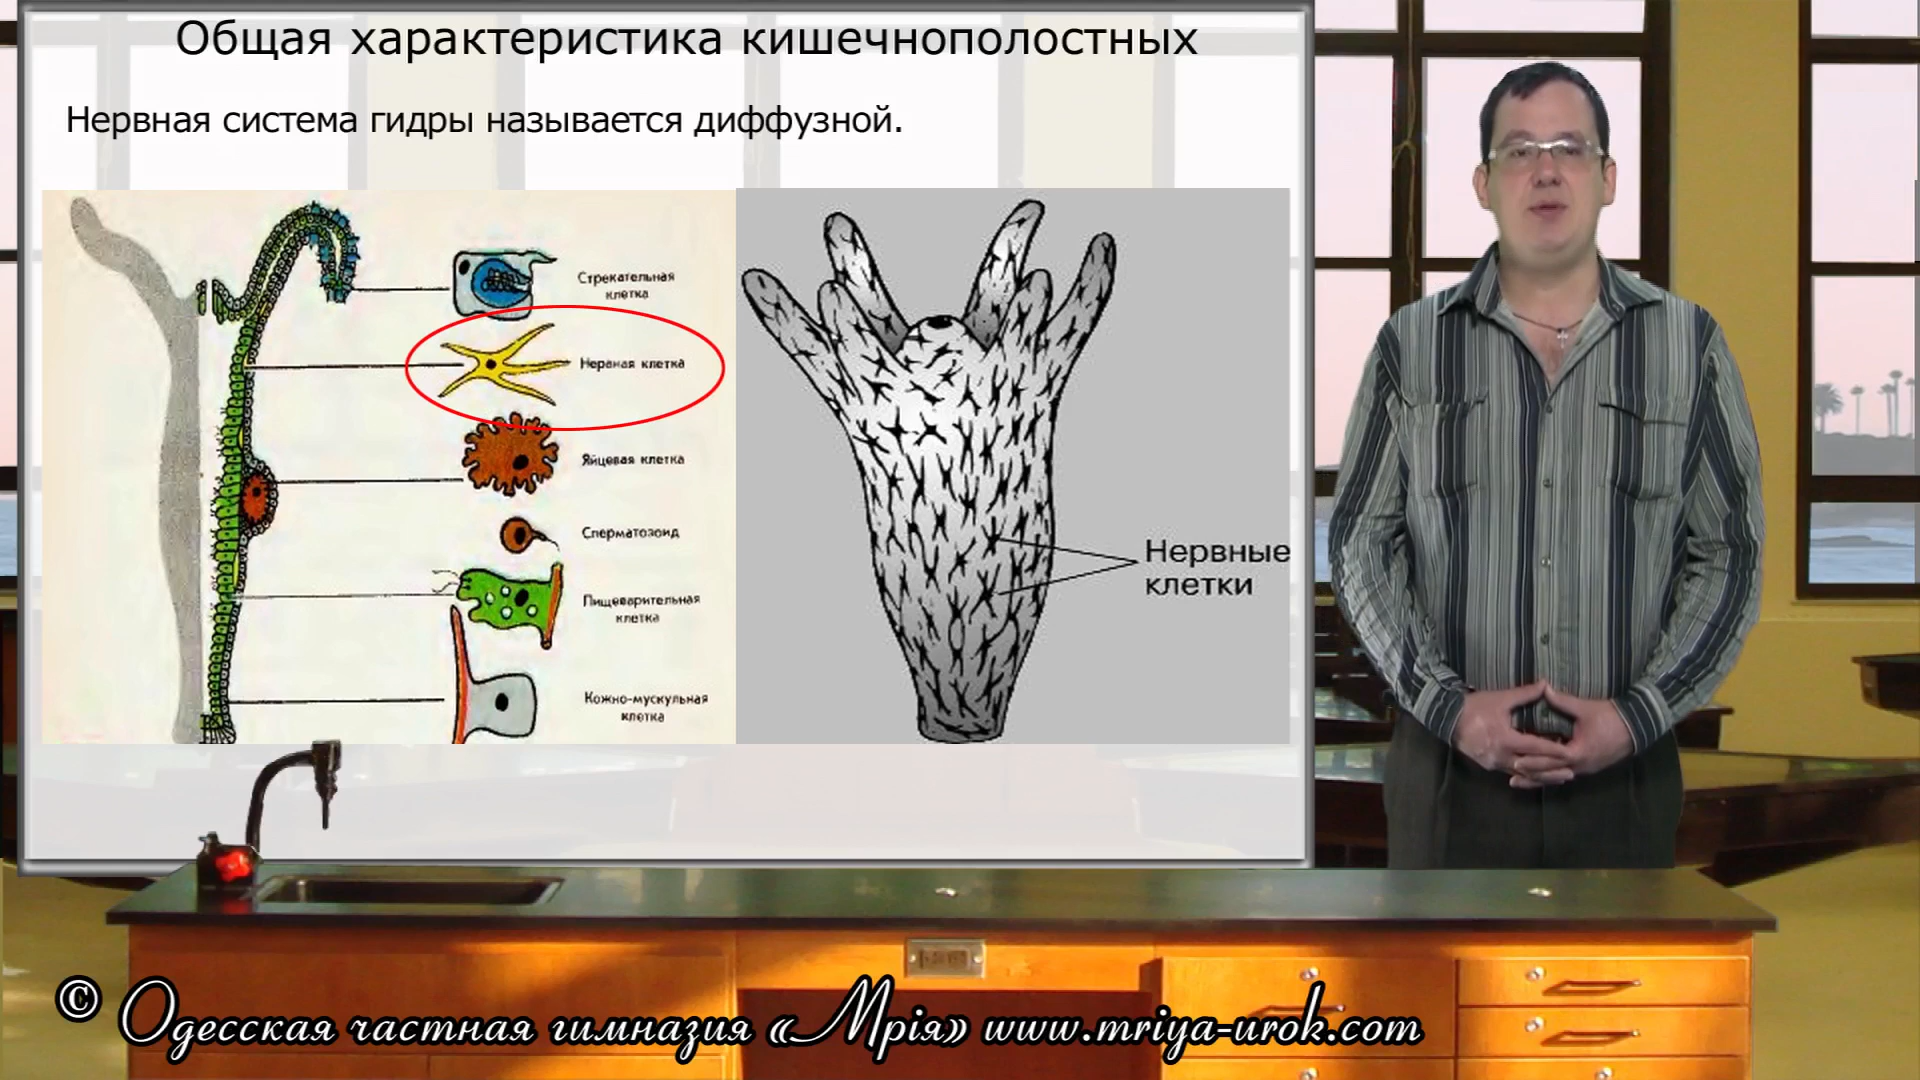 Общая характеристика кишечнополостных
Нервная система гидры называется диффузной.
Стрекательная
клетка
Нервная клетка
Яйцевая клетка
Сперматозоид
Пищеварительная
клетка
Кожно-мускульная
клетка
Нервные
клетки
© Одесская частная гимназия «Мрія» www.mriya-urok.com